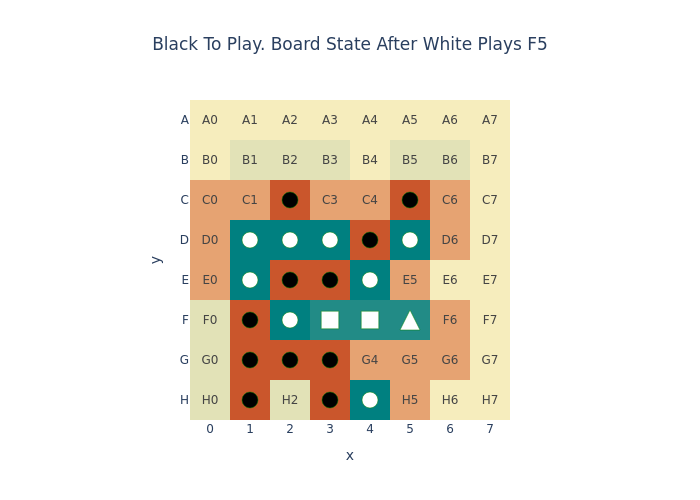 Black To Play. Board State After White Plays F5
A A0 A1 A2 A3 A4 A5 A6 A7
B B0 B1 B2 B3 B4 B5 B6 B7
C C0 C1 C3 C4 C6 C7
y
D D0 D6 D7
E E0 E5 E6 E7
F F0 F6 F7
G G0 G4 G5 G6 G7
H H0 H2 H5 H6 H7
0 1 2 3 4 5 6 7
x